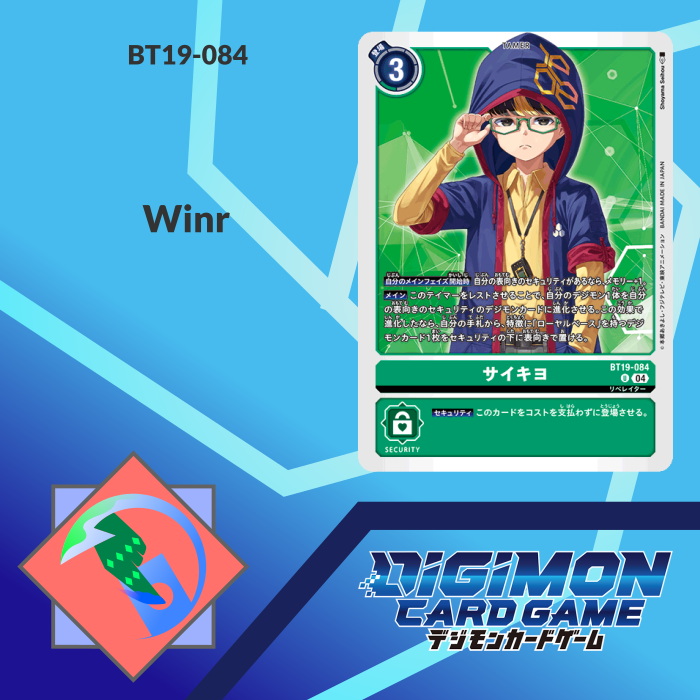 BT19-084
Winr
TAMER
登場
3
Shoyama Seihou
BANDAI MADE IN JAPAN
自分のメインフェイズ開始時 自分の表向きのセキュリティがあるなら、メモリー+1。
メイン このテイマーをレストさせることで、自分のデジモン1体を自分
の表向きのセキュリティのデジモンカードに進化させる。この効果で
進化したなら、自分の手札から、特徴に「ローヤルベース」を持つデジ
モンカード1枚をセキュリティの下に表向きで置ける。
サイキヨ
BT19-084
U 04
リベレイター
セキュリティ このカードをコストを支払わずに登場させる。
SECURITY
DIGIMON
CARD GAME
デジモンカードゲーム